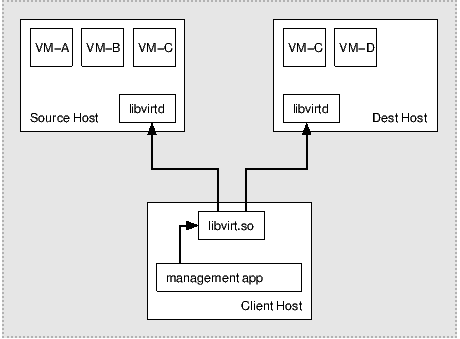 VM-A VM-B VM-C
VM-C VM-D
libvirtd
Source Host
libvirtd
Dest Host
libvirt.so
management app
Client Host